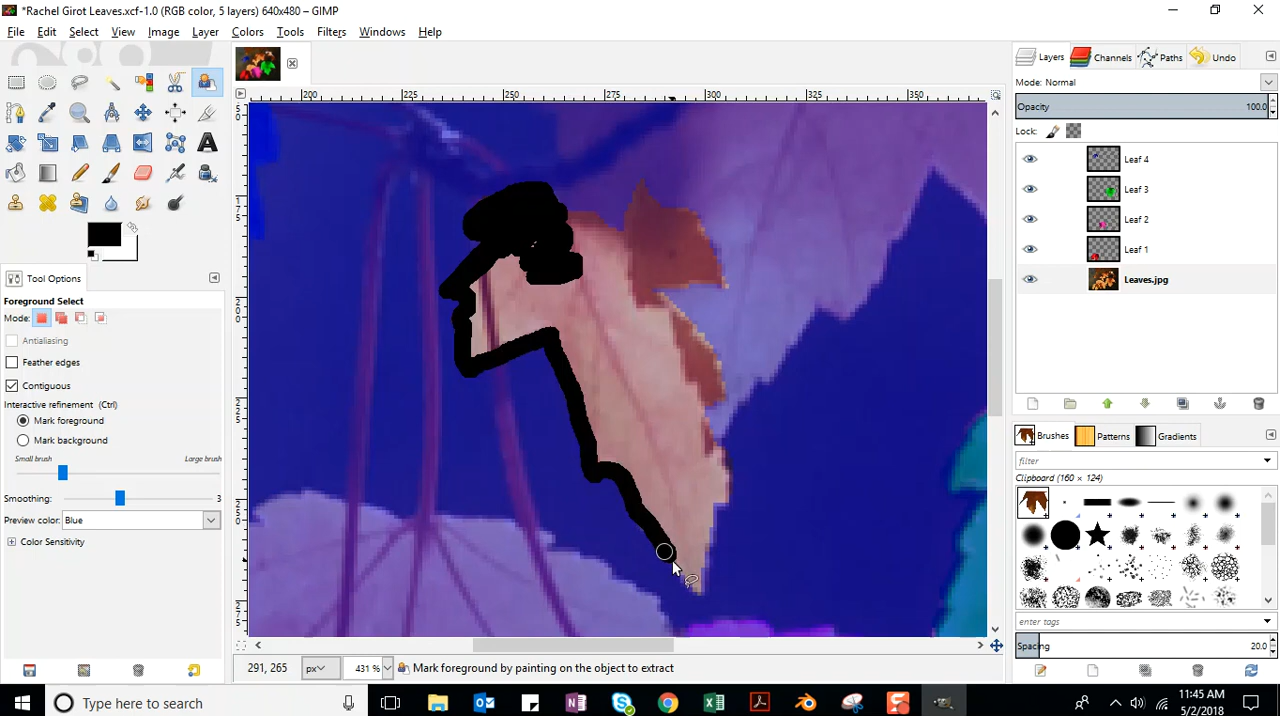 *Rachel Girot Leaves.xcf-1.0 (RGB color, 5 layers) 640x480 – GIMP
File Edit Select View Image Layer Colors Tools Filters Windows Help
Layers Channels Paths Undo
Mode: Normal
200 225 250 275 300 325 350
Opacity 100.0
Lock:
Leaf 4
175
Leaf 3
Leaf 2
Leaf 1
Tool Options
Leaves.jpg
Foreground Select
200
Mode:
Antialiasing
Feather edges
Contiguous
225
Interactive refinement (Ctrl)
Mark foreground
Brushes Patterns Gradients
Mark background
Small brush Large brush
filter
Clipboard (160 × 124)
Smoothing: 3
250
Preview color: Blue
Color Sensitivity
275
enter tags
Spacing 20.0
291, 265 px 431 % Mark foreground by painting on the object to extract
Type here to search
11:45 AM
5/2/2018